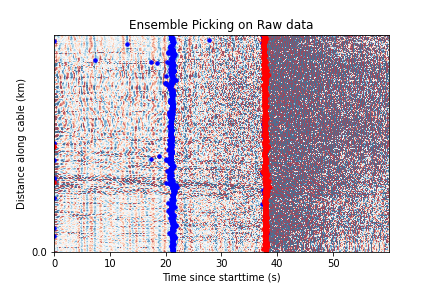 Ensemble Picking on Raw data
Distance along cable (km)
0.0
0 10 20 30 40 50
Time since starttime (s)